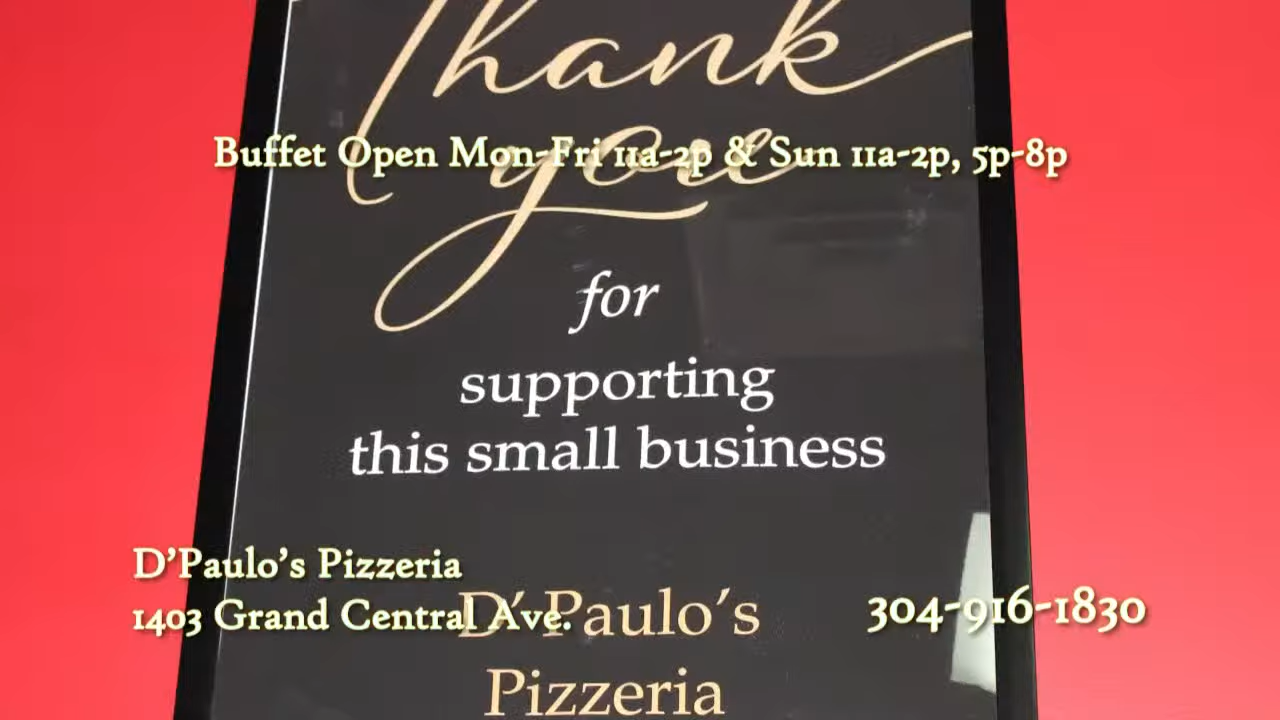 Thank
Buffet Open Mon-Fri 11a-2p & Sun 11a-2p, 5p-8p
you
for
supporting
this small business
D'Paulo's Pizzeria
1403 Grand Central Ave.
D'Paulo's
304-916-1830
Pizzeria